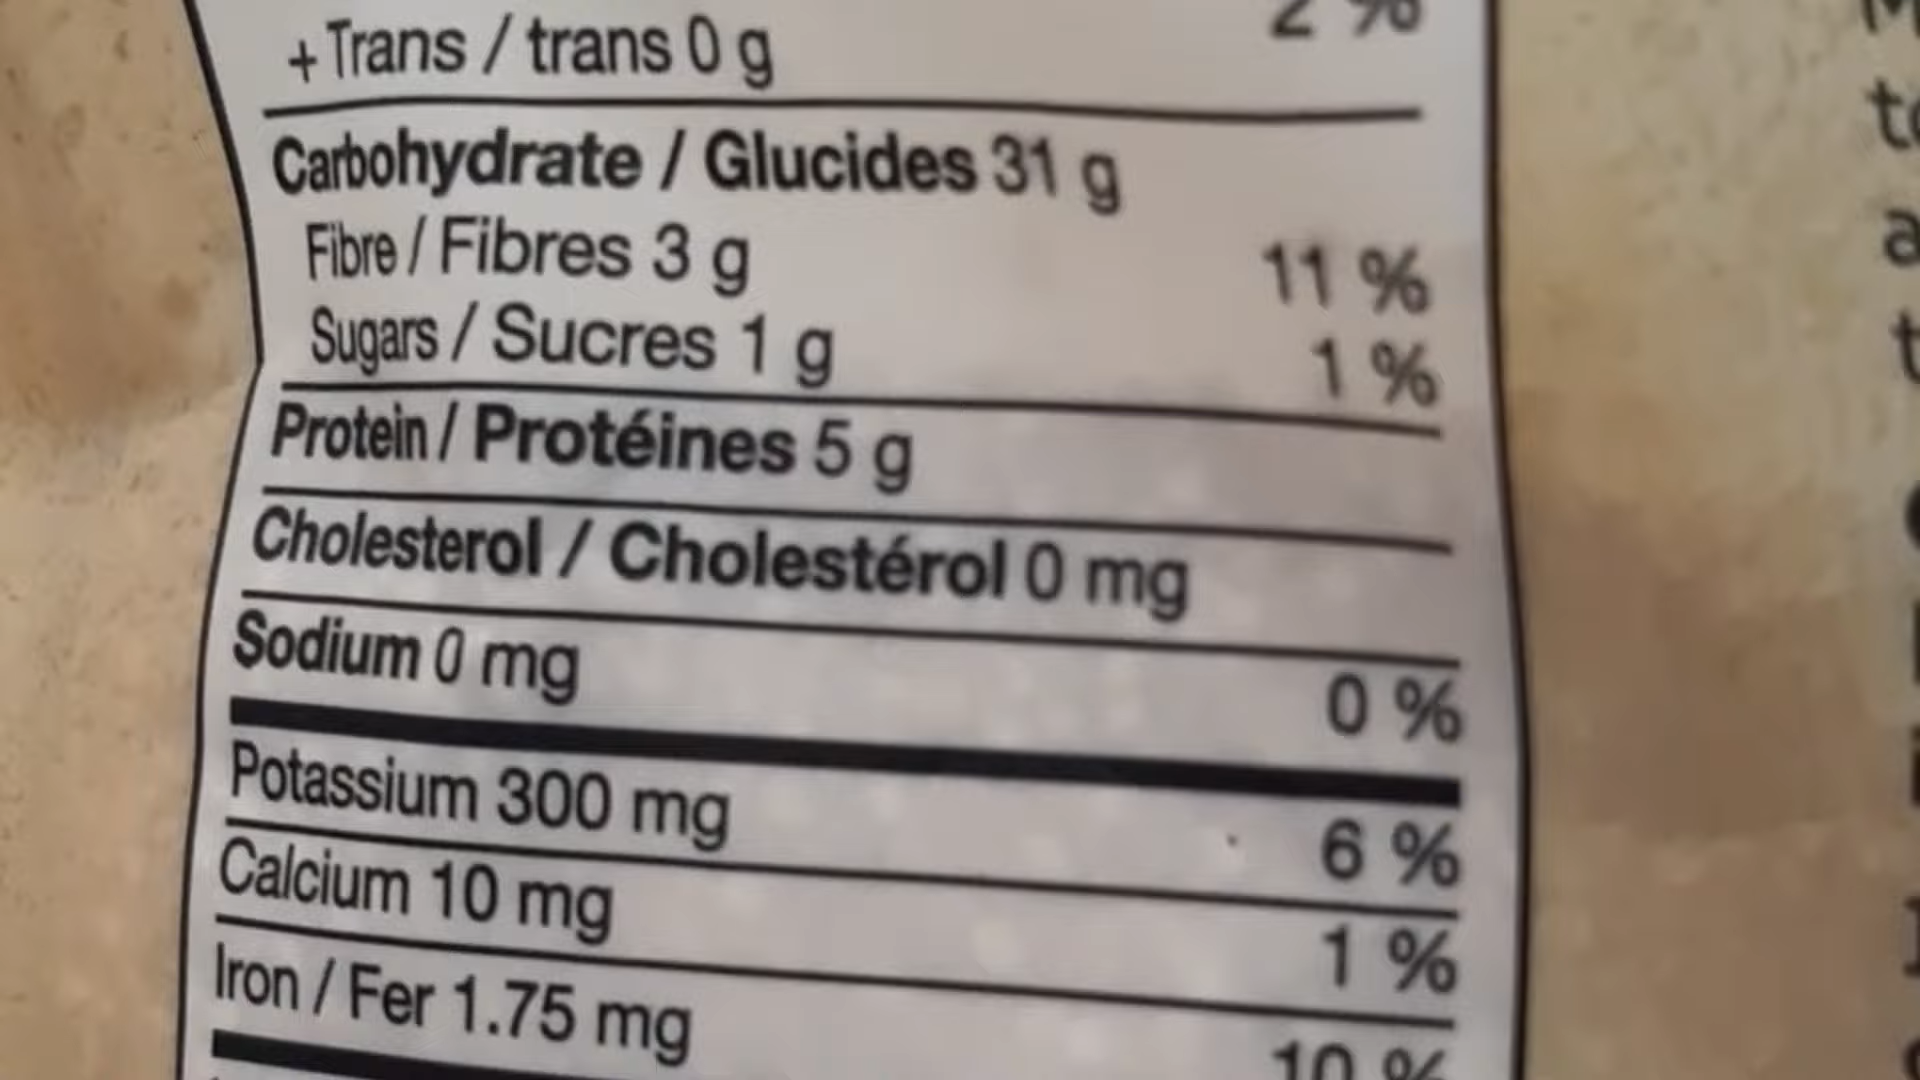 2 %
+ Trans / trans 0 g
Carbohydrate / Glucides 31 g
Fibre / Fibres 3 g 11 %
Sugars / Sucres 1 g 1 %
Protein / Protéines 5 g
Cholesterol / Cholestérol 0 mg
Sodium 0 mg 0 %
Potassium 300 mg 6 %
Calcium 10 mg 1 %
Iron / Fer 1.75 mg 10 %